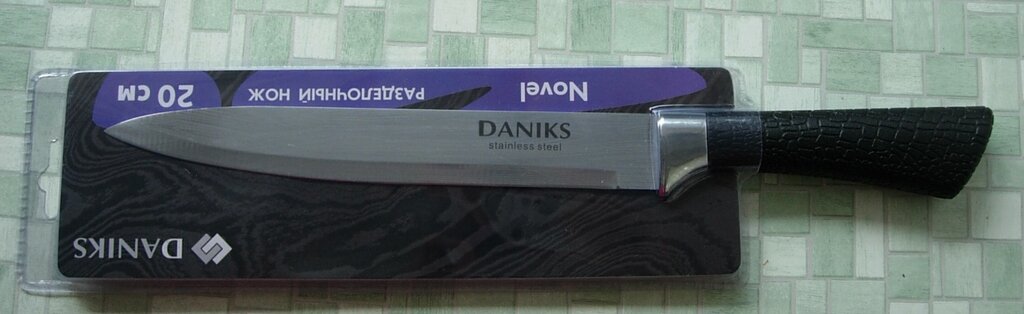 DANIKS
stainless steel
Novel
РАЗДЕЛОЧНЫЙ НОЖ
20 см
DANIKS